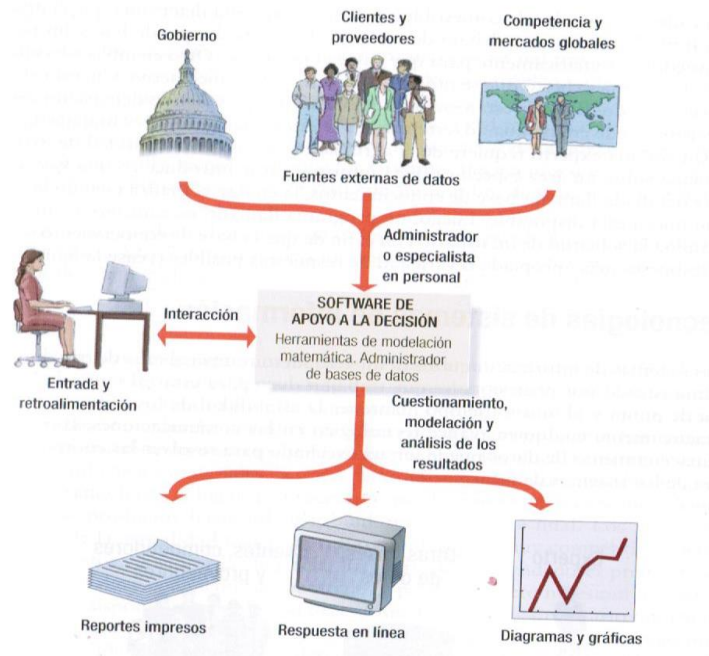 Gobierno
Clientes y
proveedores
Competencia y
mercados globales
Fuentes externas de datos
Administrador
o especialista
en personal
Interacción
SOFTWARE DE
APOYO A LA DECISIÓN
Herramientas de modelación
matemática. Administrador
de bases de datos
Entrada y
retroalimentación
Cuestionamiento,
modelación y
análisis de los
resultados
Reportes impresos
Respuesta en línea
Diagramas y gráficas